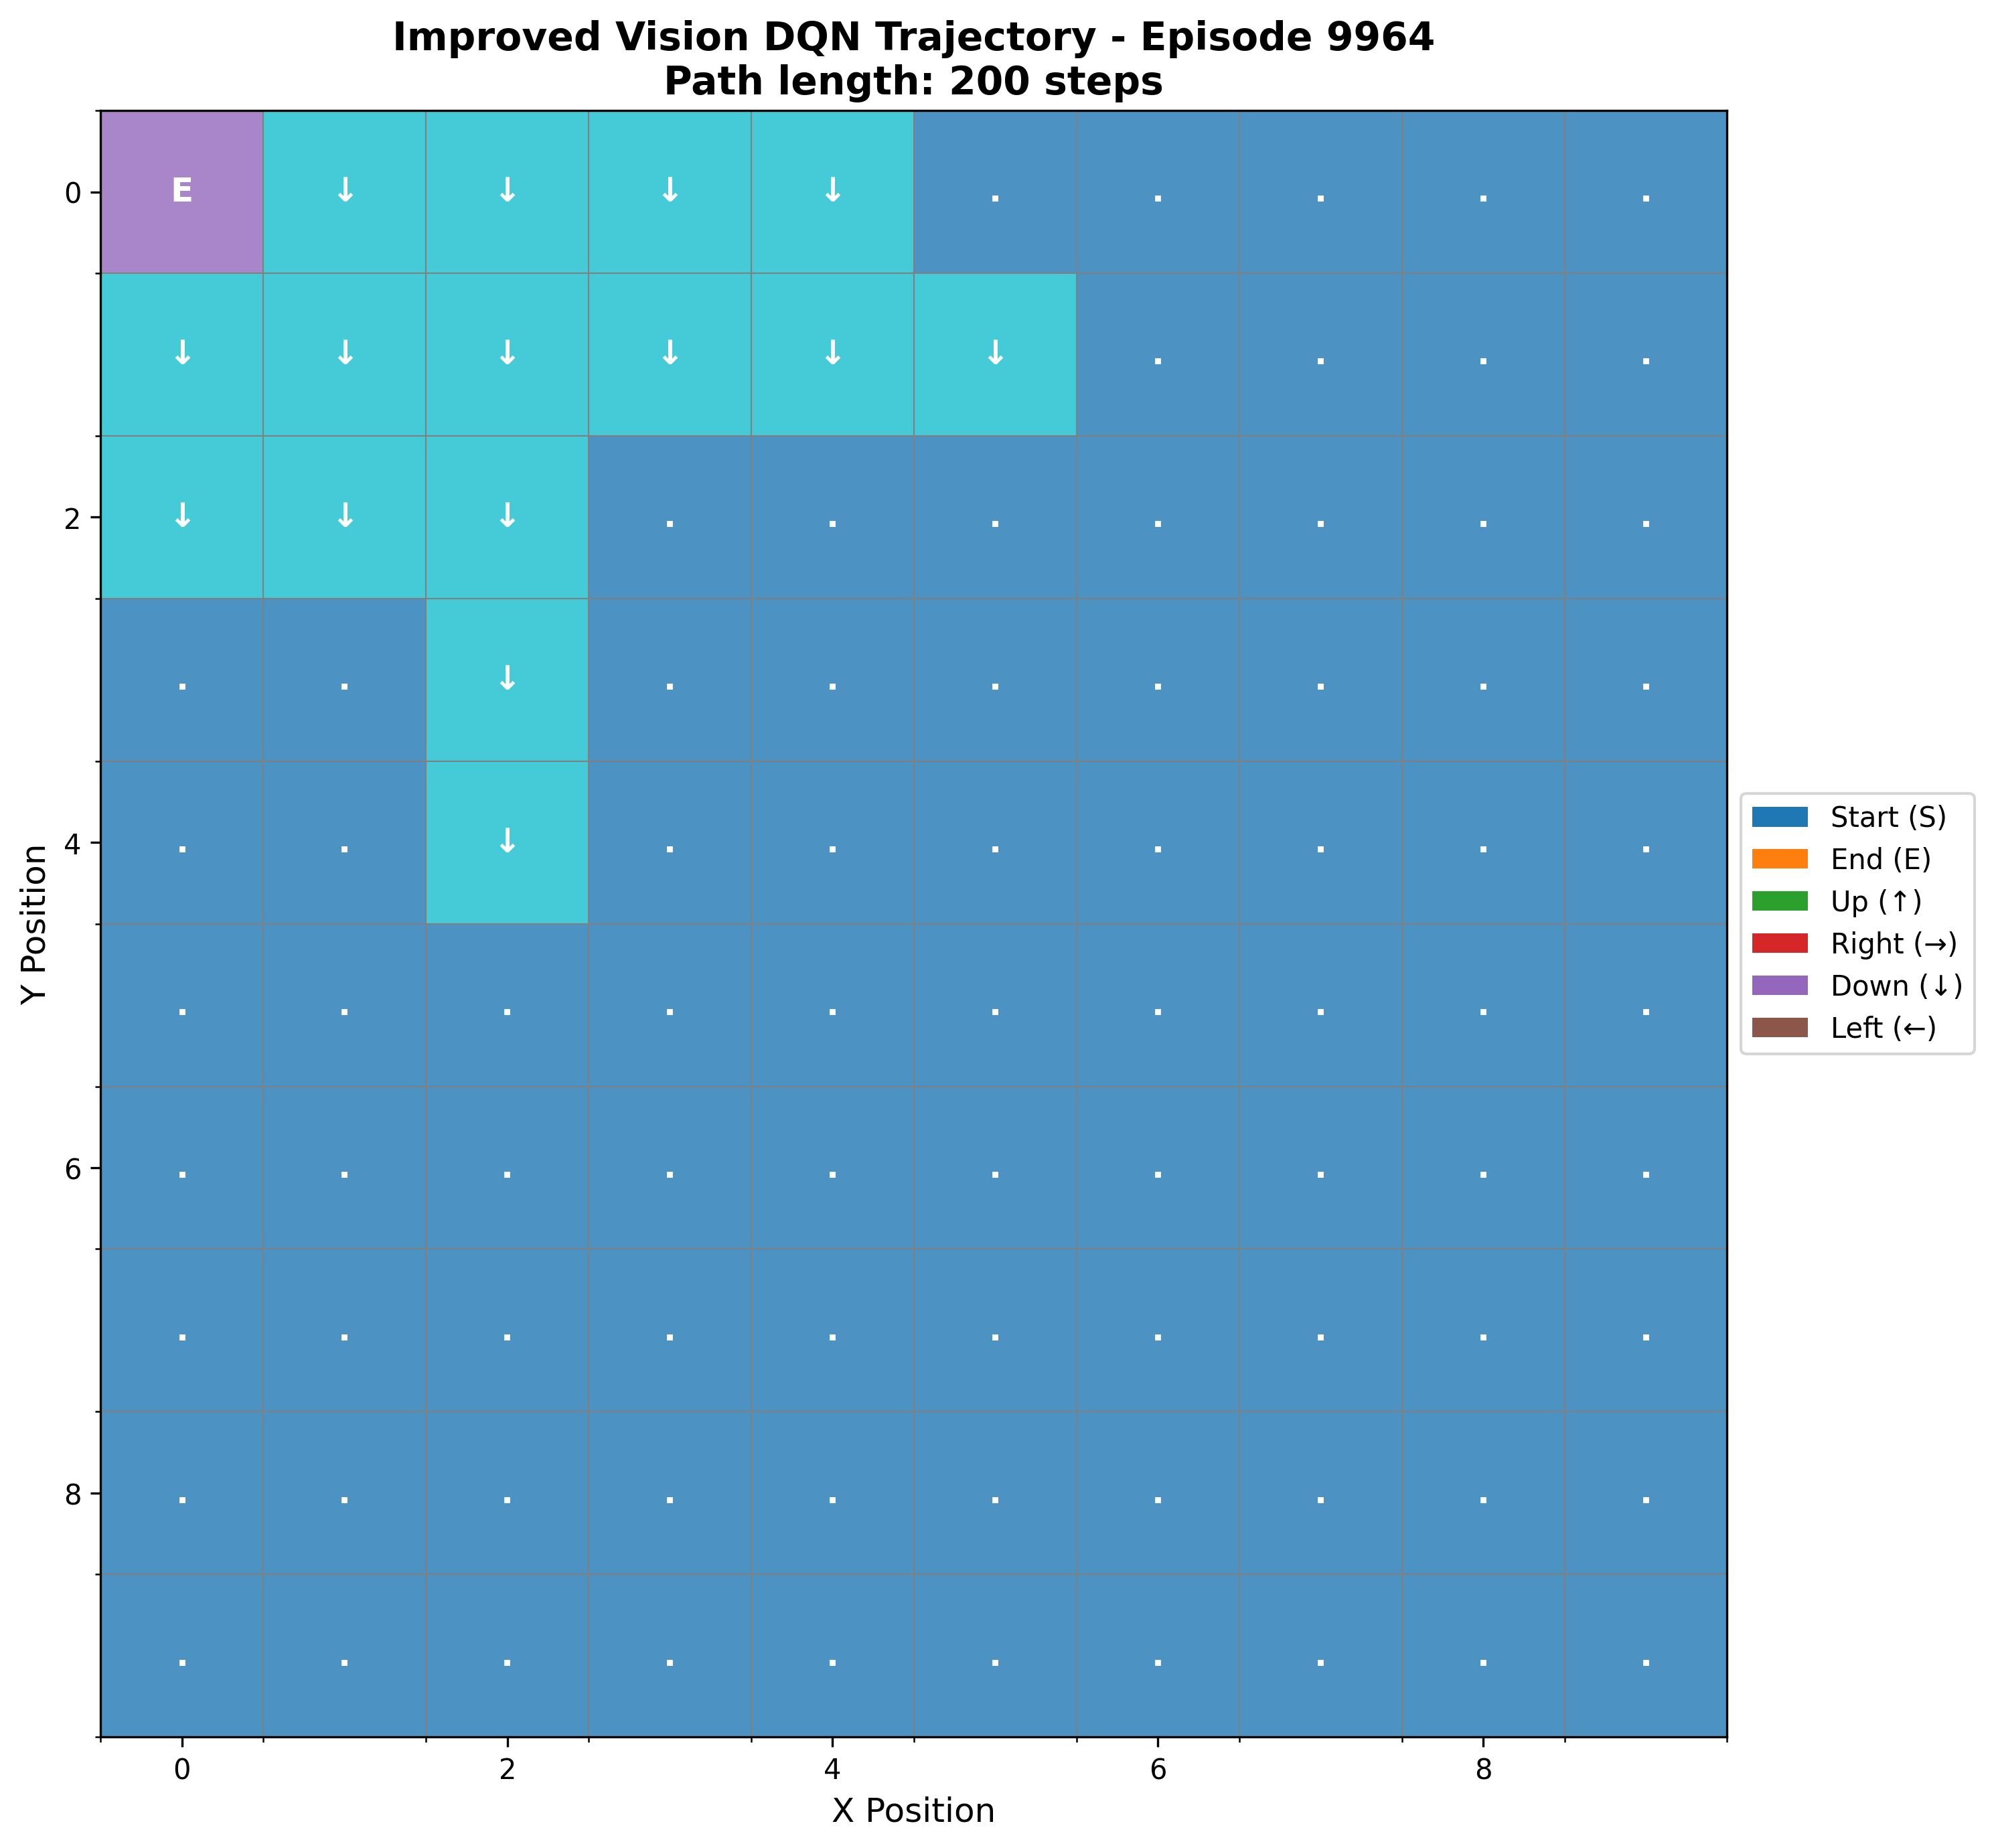 Improved Vision DQN Trajectory - Episode 9964
Path length: 200 steps
E ↓ ↓ ↓ ↓ . . . . .
↓ ↓ ↓ ↓ ↓ ↓ . . . .
↓ ↓ ↓ . . . . . . .
. . ↓ . . . . . . .
. . ↓ . . . . . . .
. . . . . . . . . .
. . . . . . . . . .
. . . . . . . . . .
. . . . . . . . . .
. . . . . . . . . .
0
2
4
6
8
Y Position
0 2 4 6 8
X Position
Start (S)
End (E)
Up (↑)
Right (→)
Down (↓)
Left (←)